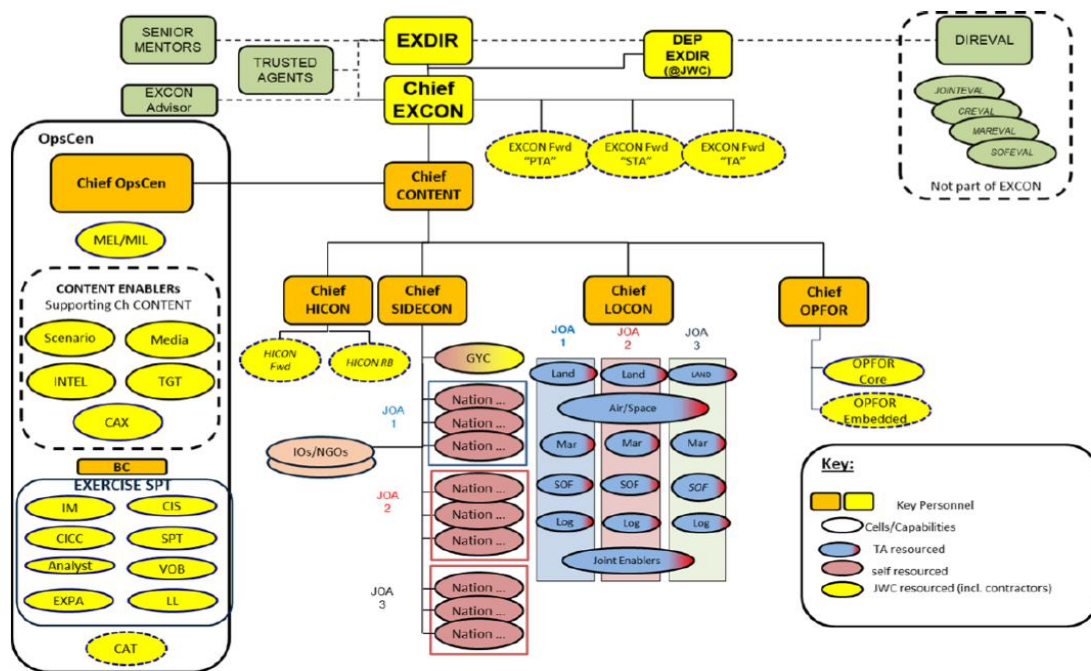 SENIOR
MENTORS
EXDIR
DEP
EXDIR
(@JWC)
DIREVAL
TRUSTED
AGENTS
EXCON
Advisor
Chief
EXCON
JOINTEVAL
CREVAL
MAREVAL
SOFEVAL
Not part of EXCON
EXCON Fwd
"PTA"
EXCON Fwd
"STA"
EXCON Fwd
"TA"
OpsCen
Chief OpsCen
Chief
CONTENT
MEL/MIL
CONTENT ENABLERs
Supporting Ch CONTENT
Scenario
Media
INTEL
TGT
CAX
BC
EXERCISE SPT
IM
CIS
CICC
SPT
Analyst
VOB
EXPA
LL
CAT
Chief
HICON
Chief
SIDECON
Chief
LOCON
Chief
OPFOR
HICON
Fwd
HICON RB
GYC
JOA
1
Nation ...
Nation ...
Nation ...
IOs/NGOs
JOA
2
Nation ...
Nation ...
Nation ...
JOA
3
Nation ...
Nation ...
Nation ...
JOA
1
JOA
2
JOA
3
Land
Land
LAND
Air/Space
Mar
Mar
Mar
SOF
SOF
SOF
Log
Log
Log
Joint Enablers
OPFOR
Core
OPFOR
Embedded
Key:
Key Personnel
Cells/Capabilities
TA resourced
self resourced
JWC resourced (incl. contractors)